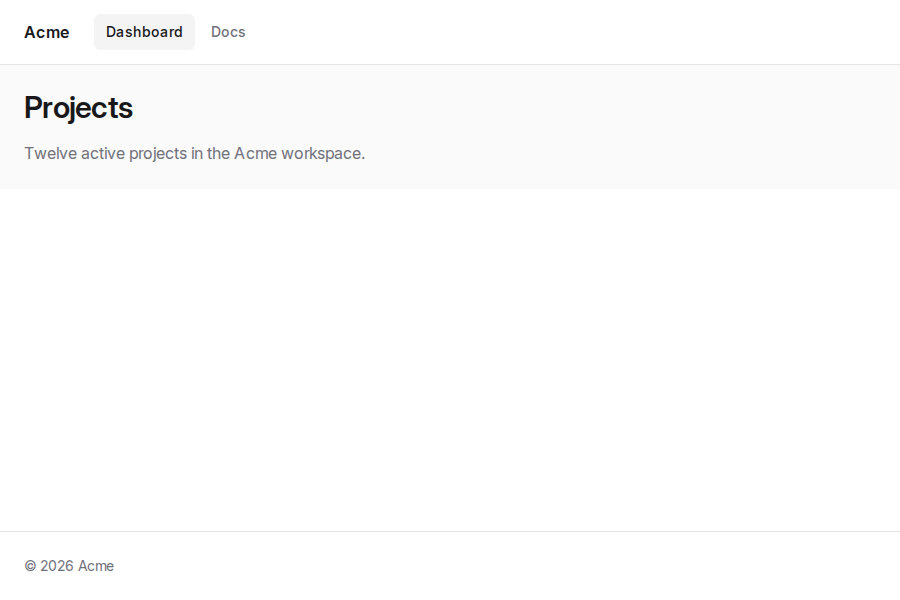 Acme Dashboard Docs
Projects
Twelve active projects in the Acme workspace.
© 2026 Acme